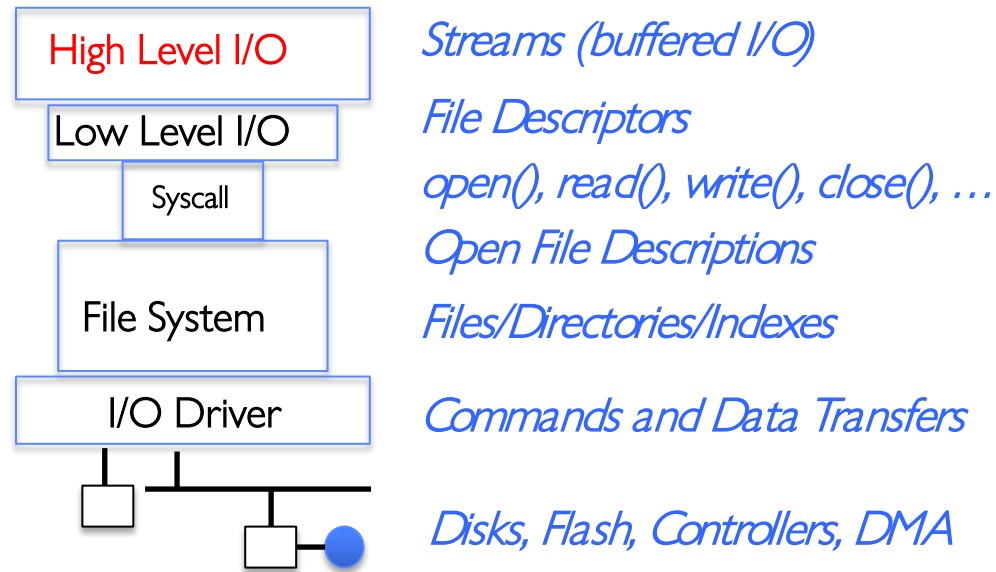 High Level I/O
Streams (buffered I/O)
Low Level I/O
File Descriptors
Syscall
open(), read(), write(), close(), …
Open File Descriptions
File System
Files/Directories/Indexes
I/O Driver
Commands and Data Transfers
Disks, Flash, Controllers, DMA